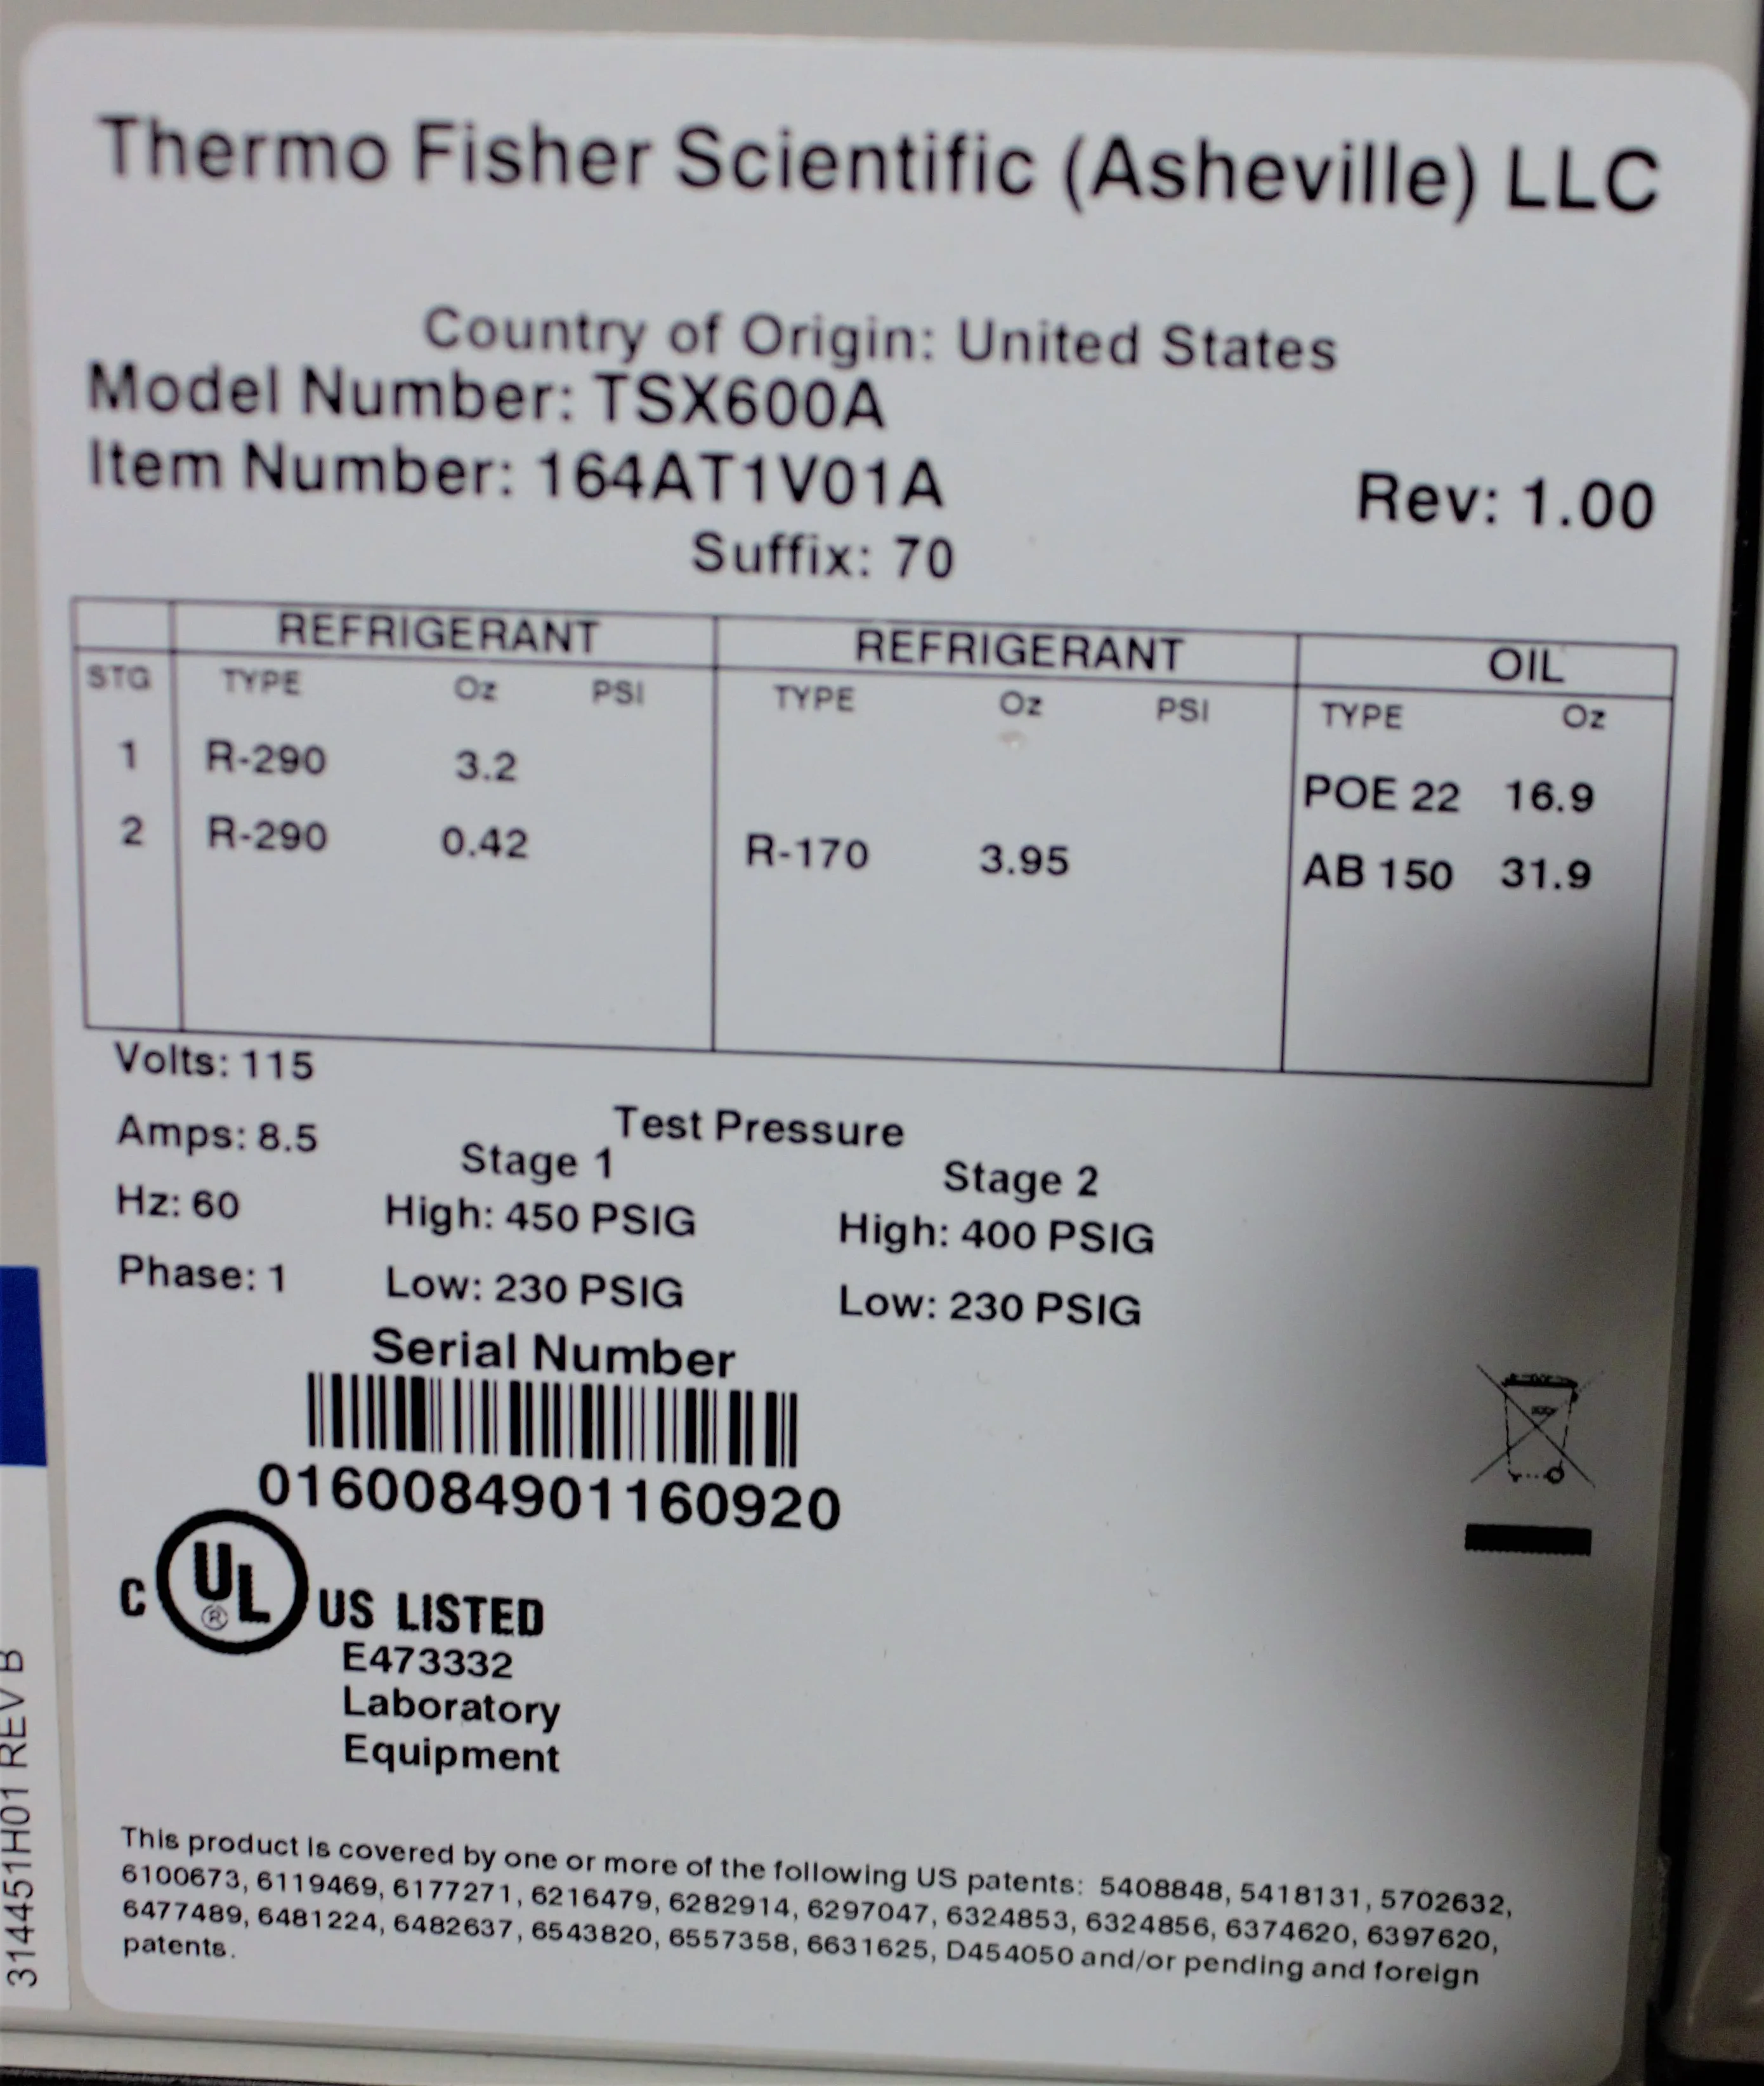 Thermo Fisher Scientific (Asheville) LLC
Country of Origin: United States
Model Number: TSX600A
Item Number: 164AT1V01A Rev: 1.00
Suffix: 70
REFRIGERANT REFRIGERANT OIL
STG TYPE Oz PSI TYPE Oz PSI TYPE Oz
1 R-290 3.2 POE 22 16.9
2 R-290 0.42 R-170 3.95 AB 150 31.9
Volts: 115
Amps: 8.5
Hz: 60
Phase: 1
Test Pressure
Stage 1 Stage 2
High: 450 PSIG High: 400 PSIG
Low: 230 PSIG Low: 230 PSIG
Serial Number
0160084901160920
C UL ® US LISTED
E473332
Laboratory
Equipment
This product is covered by one or more of the following US patents: 5408848, 5418131, 5702632,
6100673, 6119469, 6177271, 6216479, 6282914, 6297047, 6324853, 6324856, 6374620, 6397620,
6477489, 6481224, 6482637, 6543820, 6557358, 6631625, D454050 and/or pending and foreign
patents.
314451H01 REV B